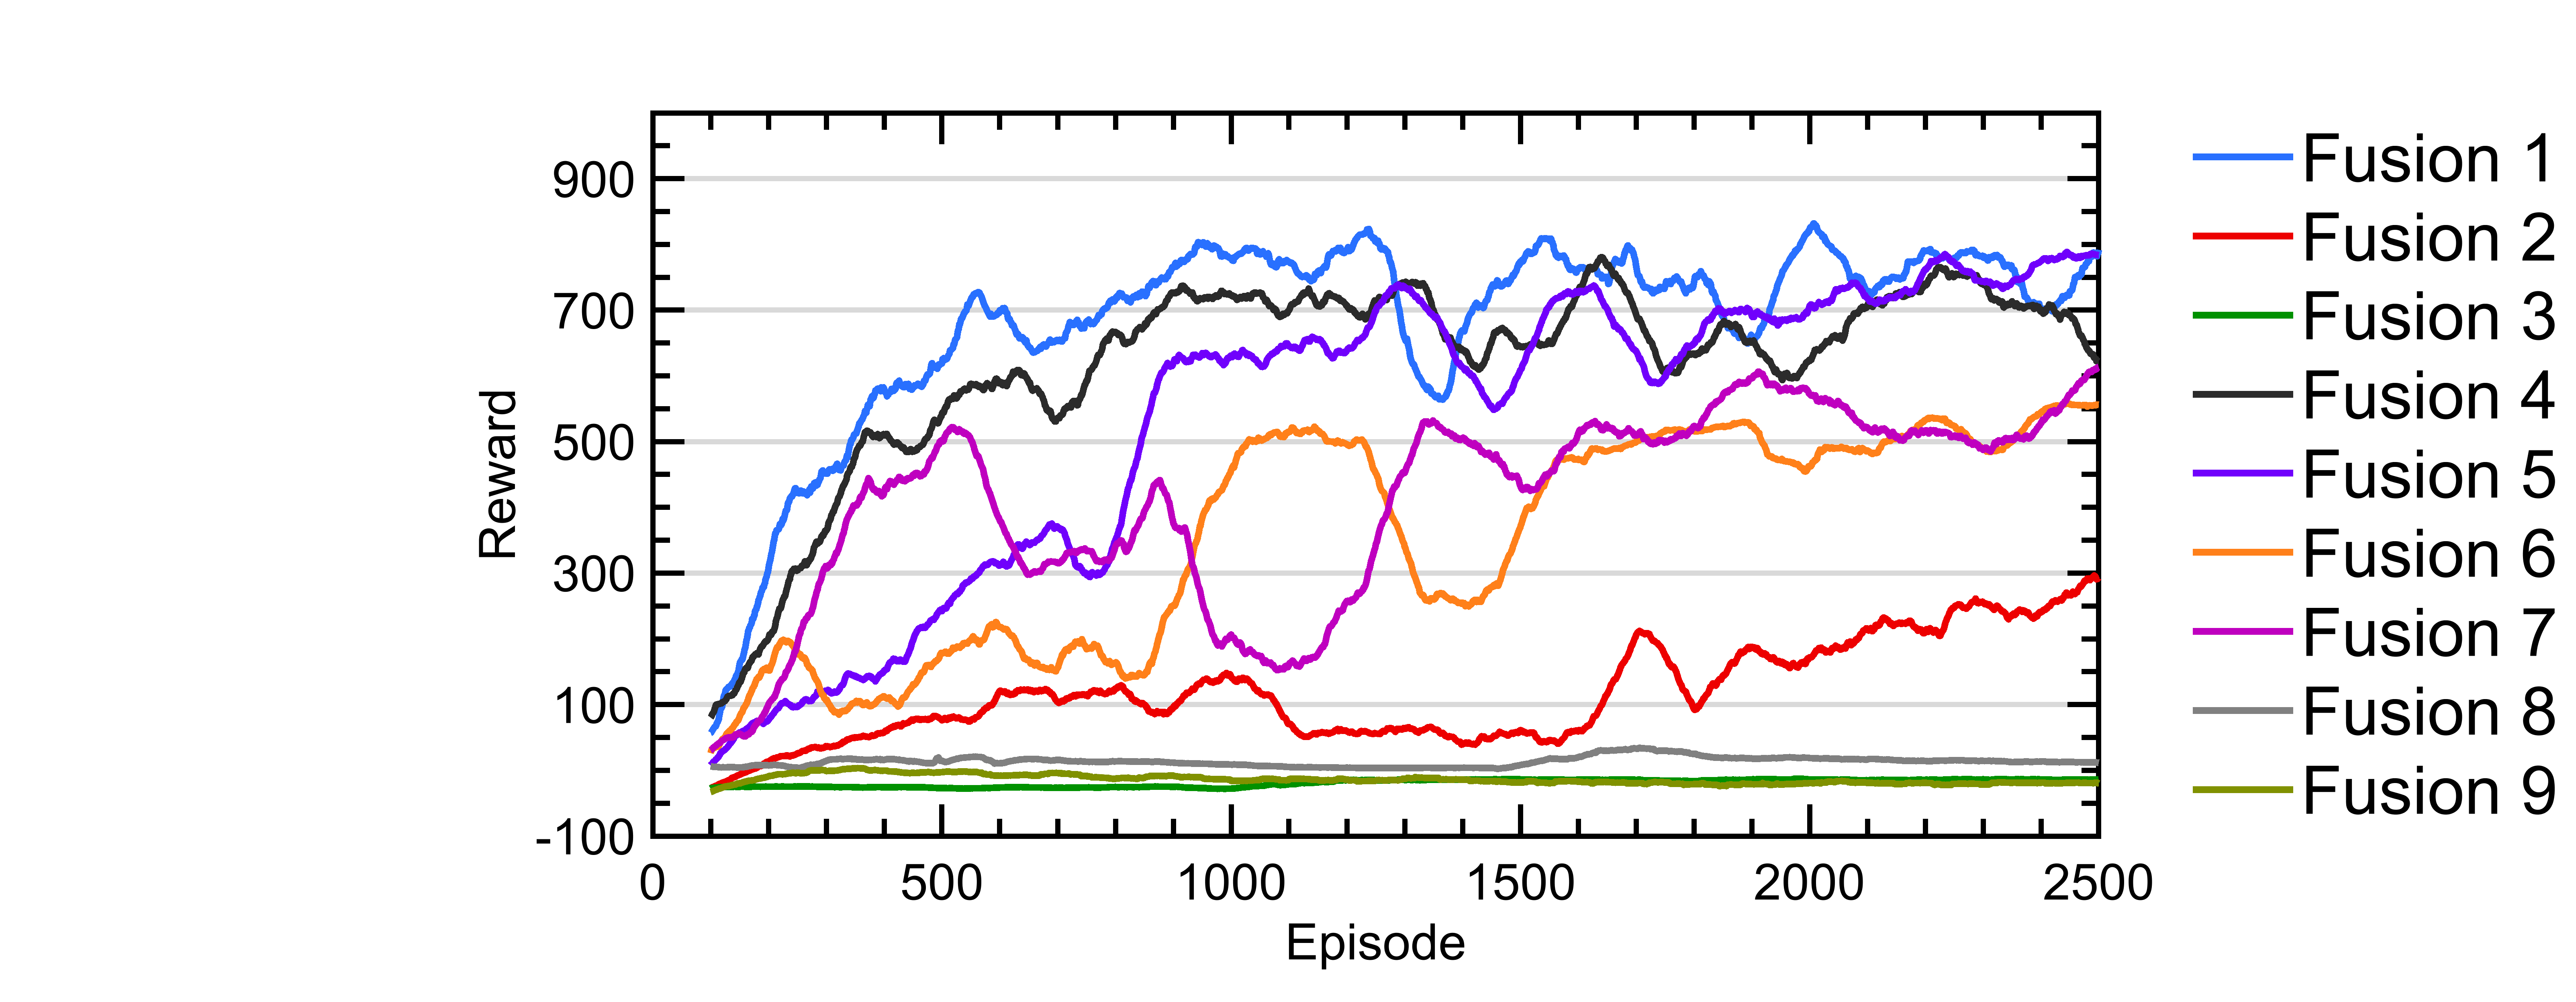 900
700
500
300
100
-100
Reward
0 500 1000 1500 2000 2500
Episode
Fusion 1
Fusion 2
Fusion 3
Fusion 4
Fusion 5
Fusion 6
Fusion 7
Fusion 8
Fusion 9